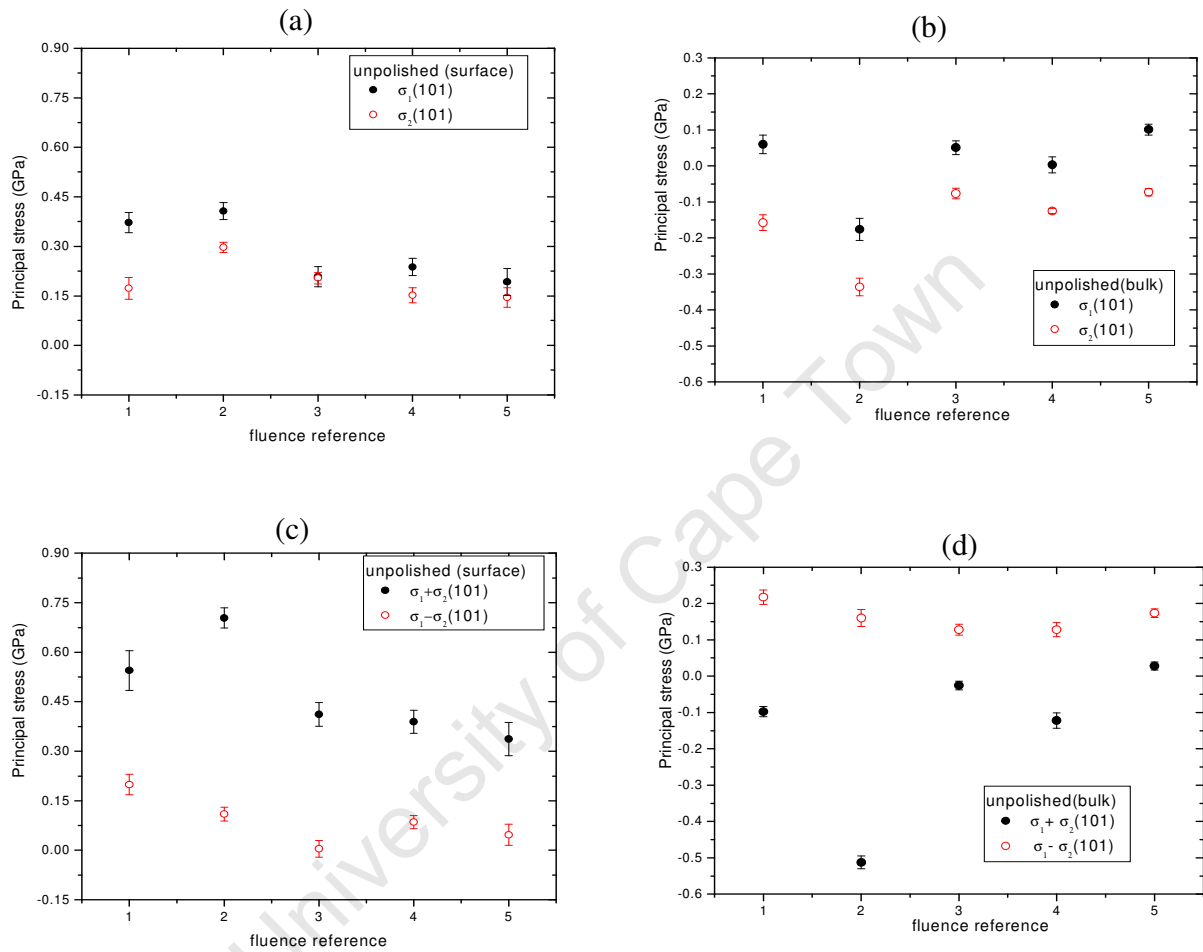 (a)
0.90
0.75
0.60
0.45
0.30
0.15
0.00
-0.15
Principal stress (GPa)
unpolished (surface)
σ₁(101)
σ₂(101)
1 2 3 4 5
fluence reference
(b)
0.3
0.2
0.1
0.0
-0.1
-0.2
-0.3
-0.4
-0.5
-0.6
Principal stress (GPa)
unpolished(bulk)
σ₁(101)
σ₂(101)
1 2 3 4 5
fluence reference
(c)
0.90
0.75
0.60
0.45
0.30
0.15
0.00
-0.15
Principal stress (GPa)
unpolished (surface)
σ₁+σ₂(101)
σ₁−σ₂(101)
1 2 3 4 5
fluence reference
(d)
0.3
0.2
0.1
0.0
-0.1
-0.2
-0.3
-0.4
-0.5
-0.6
Principal stress (GPa)
unpolished(bulk)
σ₁+ σ₂(101)
σ₁- σ₂(101)
1 2 3 4 5
fluence reference
University of Cape Town